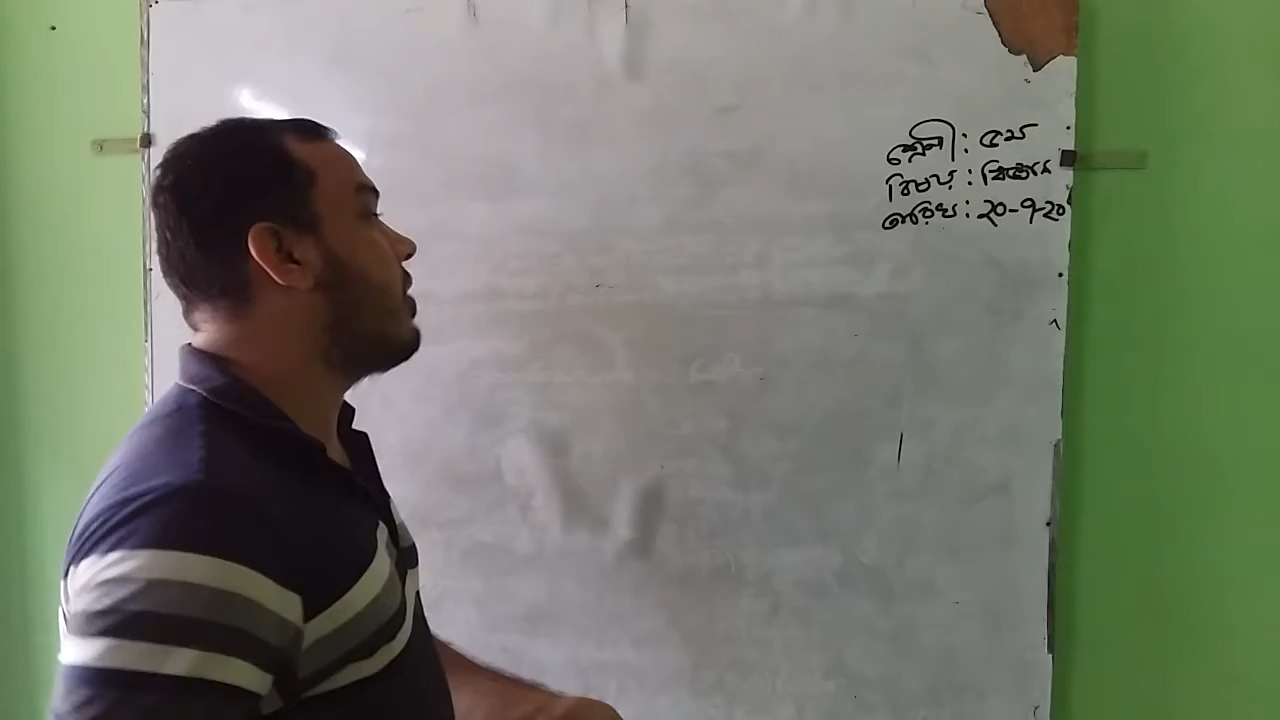 শ্রেণী : ৫ম
বিষয় : বিজ্ঞান
তারিখ : ২০-৭-২০